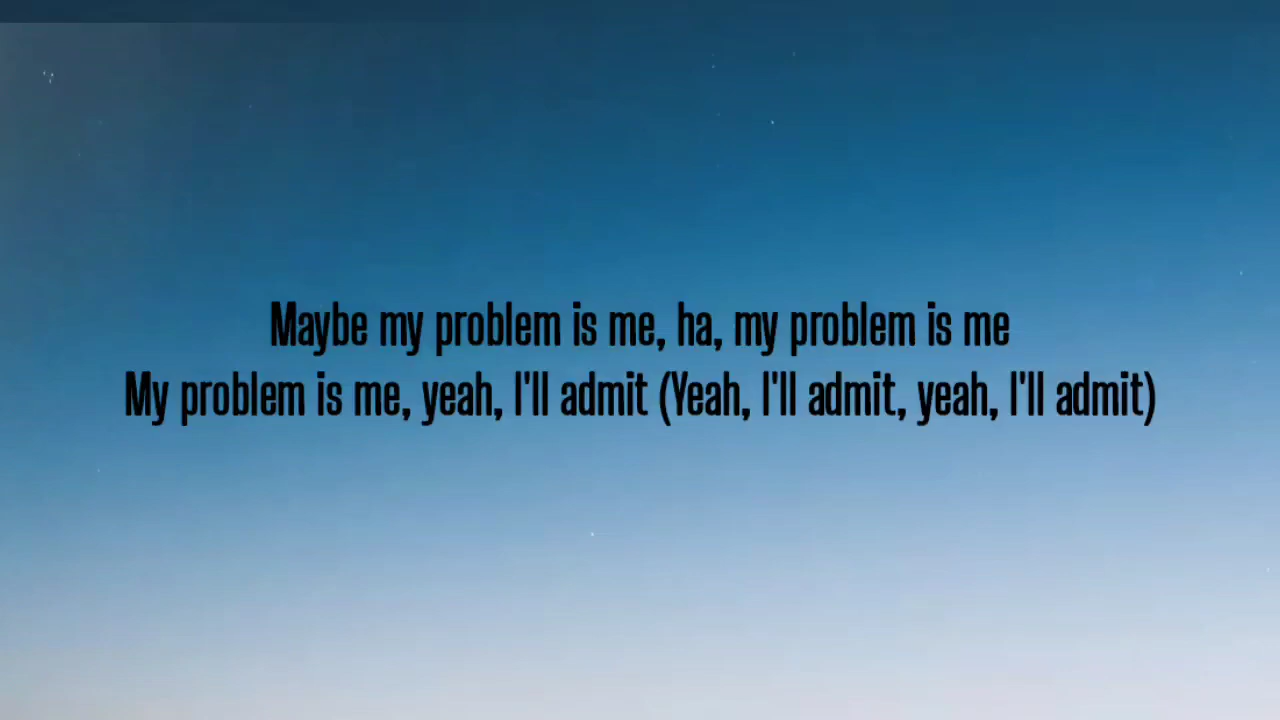 Maybe my problem is me, ha, my problem is me
My problem is me, yeah, I'll admit (Yeah, I'll admit, yeah, I'll admit)